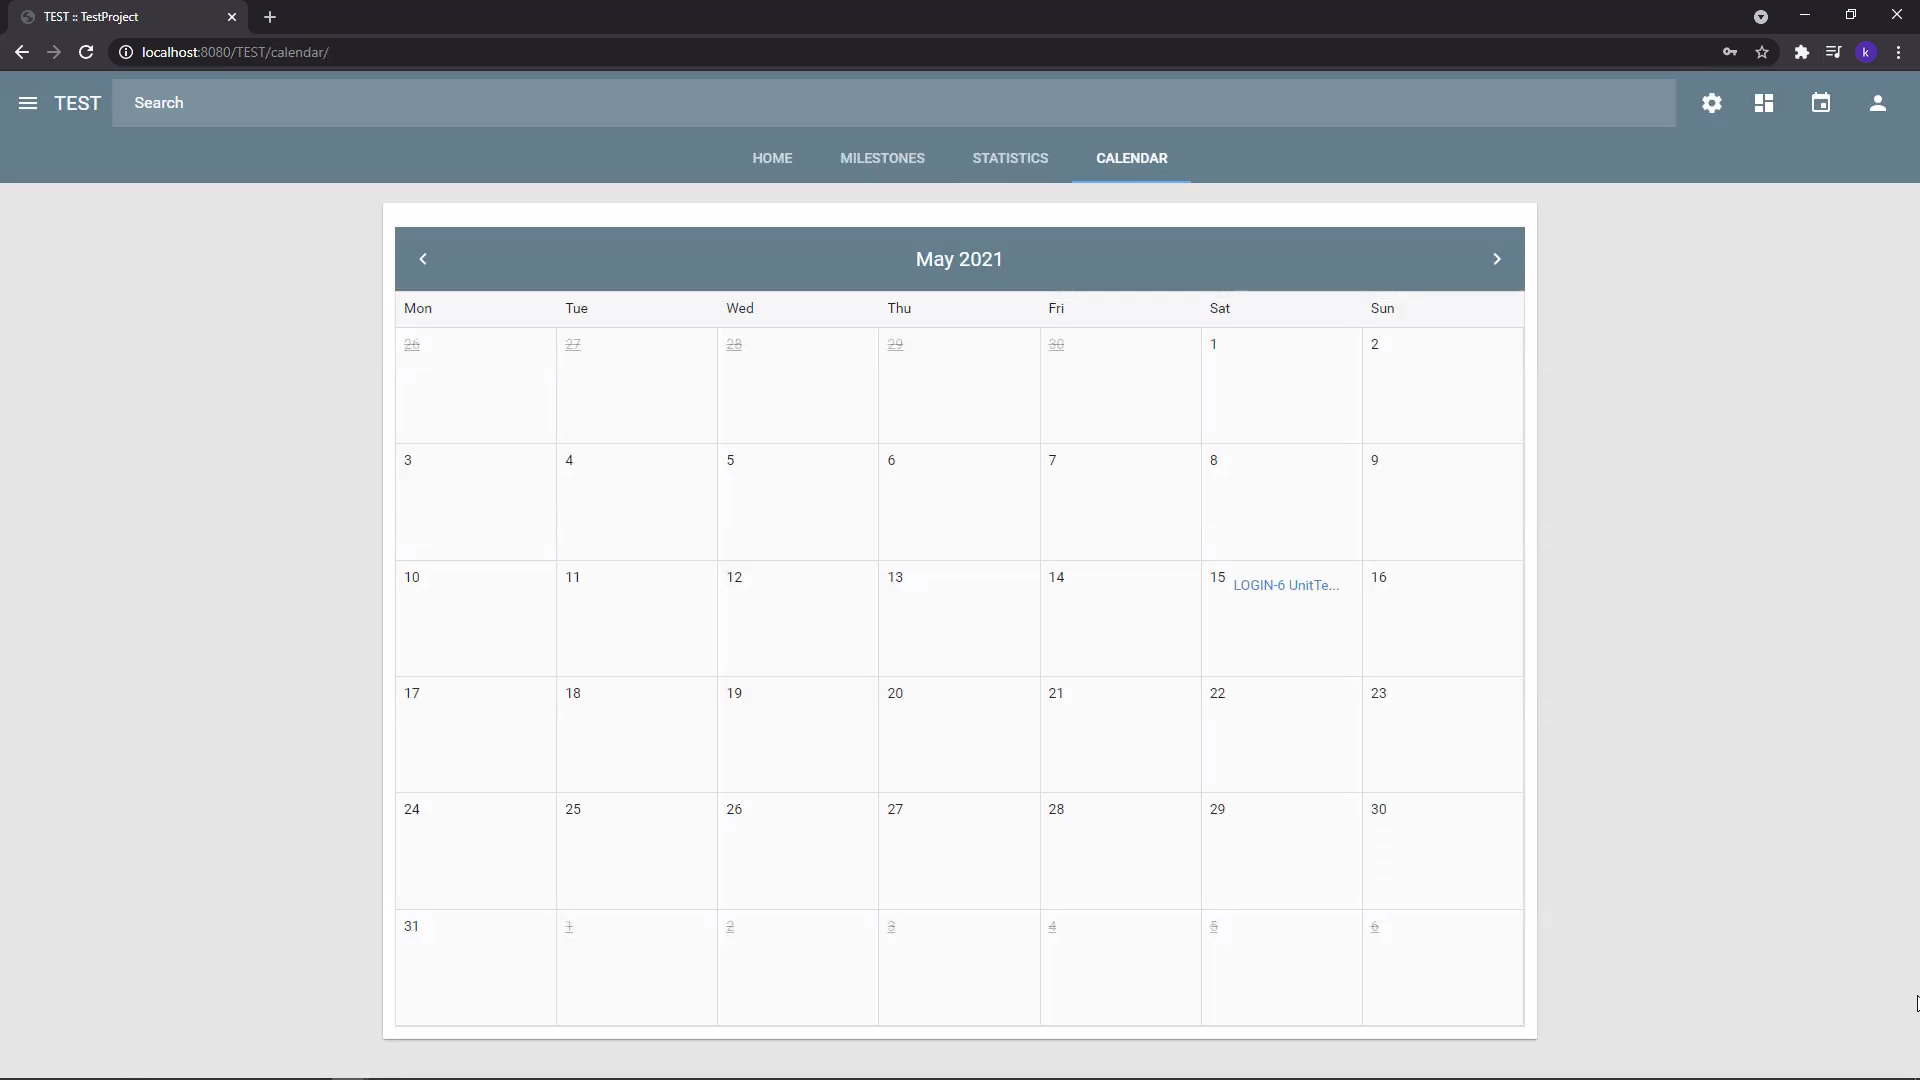 TEST :: TestProject
localhost:8080/TEST/calendar/
k
TEST
Search
HOME MILESTONES STATISTICS CALENDAR
May 2021
Mon Tue Wed Thu Fri Sat Sun
26 27 28 29 30 1 2
3 4 5 6 7 8 9
10 11 12 13 14 15 LOGIN-6 UnitTe... 16
17 18 19 20 21 22 23
24 25 26 27 28 29 30
31 1 2 3 4 5 6